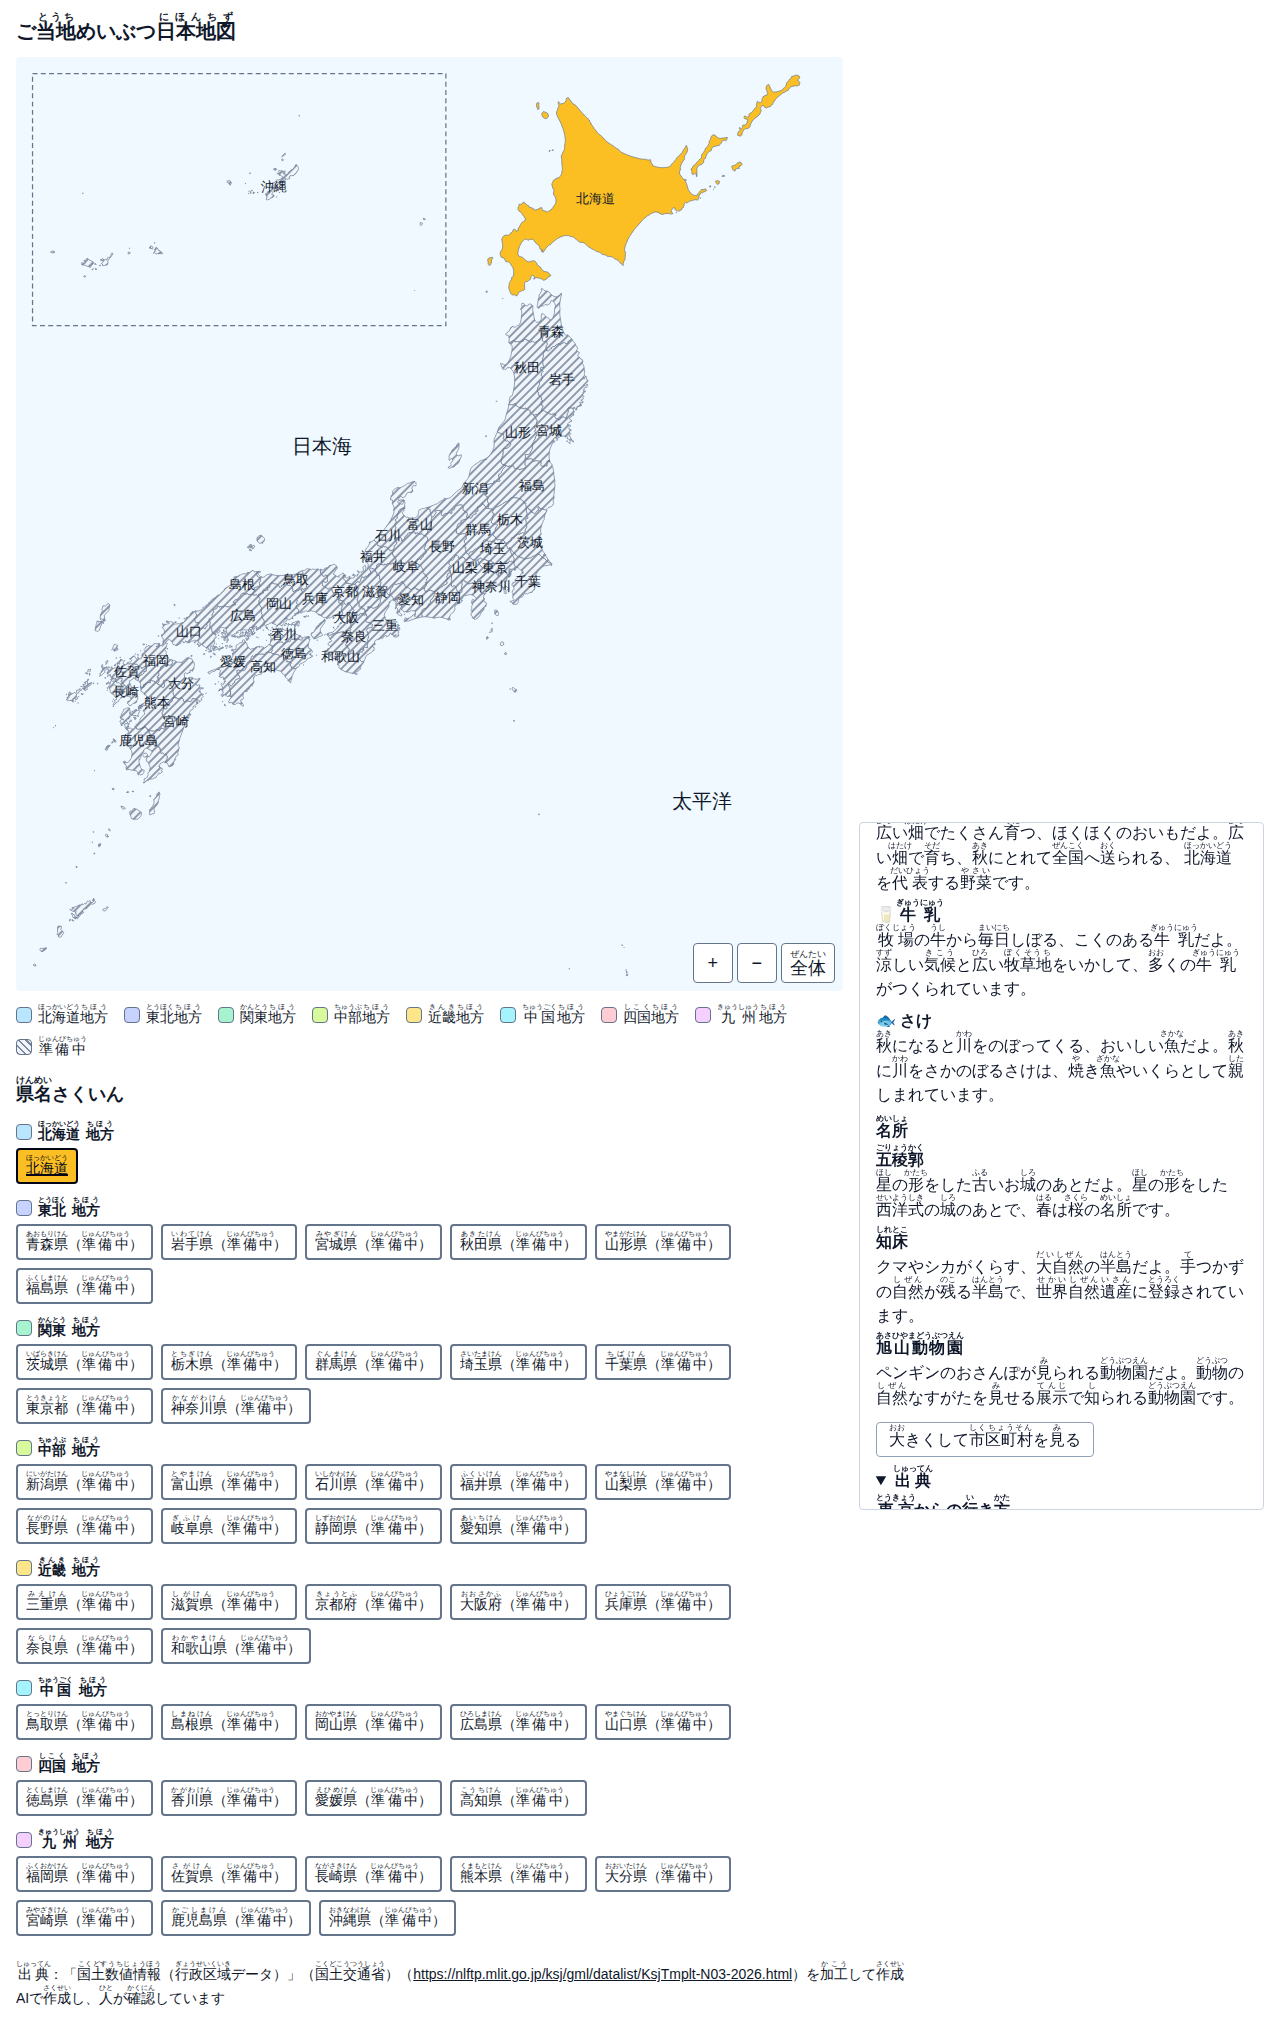 ご当地めいぶつ日本地図
とうち にほんちず
沖縄
北海道
青森
秋田
岩手
山形
宮城
日本海
新潟
福島
富山
石川
群馬
栃木
福井
長野
埼玉
茨城
岐阜
山梨
東京
島根
鳥取
京都
滋賀
神奈川
千葉
岡山
兵庫
愛知
静岡
広島
大阪
山口
香川
奈良
三重
福岡
愛媛
高知
徳島
和歌山
佐賀
長崎
大分
熊本
宮崎
鹿児島
太平洋
+
−
全体
ぜんたい
北海道地方
東北地方
関東地方
中部地方
近畿地方
中国地方
四国地方
九州地方
準備中
県名さくいん
北海道 地方
北海道
東北 地方
青森県（準備中）
岩手県（準備中）
宮城県（準備中）
秋田県（準備中）
山形県（準備中）
福島県（準備中）
関東 地方
茨城県（準備中）
栃木県（準備中）
群馬県（準備中）
埼玉県（準備中）
千葉県（準備中）
東京都（準備中）
神奈川県（準備中）
中部 地方
新潟県（準備中）
富山県（準備中）
石川県（準備中）
福井県（準備中）
山梨県（準備中）
長野県（準備中）
岐阜県（準備中）
静岡県（準備中）
愛知県（準備中）
近畿 地方
三重県（準備中）
滋賀県（準備中）
京都府（準備中）
大阪府（準備中）
兵庫県（準備中）
奈良県（準備中）
和歌山県（準備中）
中国 地方
鳥取県（準備中）
島根県（準備中）
岡山県（準備中）
広島県（準備中）
山口県（準備中）
四国 地方
徳島県（準備中）
香川県（準備中）
愛媛県（準備中）
高知県（準備中）
九州 地方
福岡県（準備中）
佐賀県（準備中）
長崎県（準備中）
熊本県（準備中）
大分県（準備中）
宮崎県（準備中）
鹿児島県（準備中）
沖縄県（準備中）
広い畑でたくさん育つ、ほくほくのおいもだよ。広
い畑で育ち、秋にとれて全国へ送られる、北海道
を代表する野菜です。
牛乳
牧場の牛から毎日しぼる、こくのある牛乳だよ。
涼しい気候と広い牧草地をいかして、多くの牛乳
がつくられています。
さけ
秋になると川をのぼってくる、おいしい魚だよ。秋
に川をさかのぼるさけは、焼き魚やいくらとして親
しまれています。
名所
五稜郭
星の形をした古いお城のあとだよ。星の形をした
西洋式の城のあとで、春は桜の名所です。
知床
クマやシカがくらす、大自然の半島だよ。手つかず
の自然が残る半島で、世界自然遺産に登録されてい
ます。
旭山動物園
ペンギンのおさんぽが見られる動物園だよ。動物の
自然なすがたを見せる展示で知られる動物園です。
大きくして市区町村を見る
▼ 出典
東京からの行き方
出典：「国土数値情報（行政区域データ）」（国土交通省）（https://nlftp.mlit.go.jp/ksj/gml/datalist/KsjTmplt-N03-2026.html）を加工して作成
AIで作成し、人が確認しています